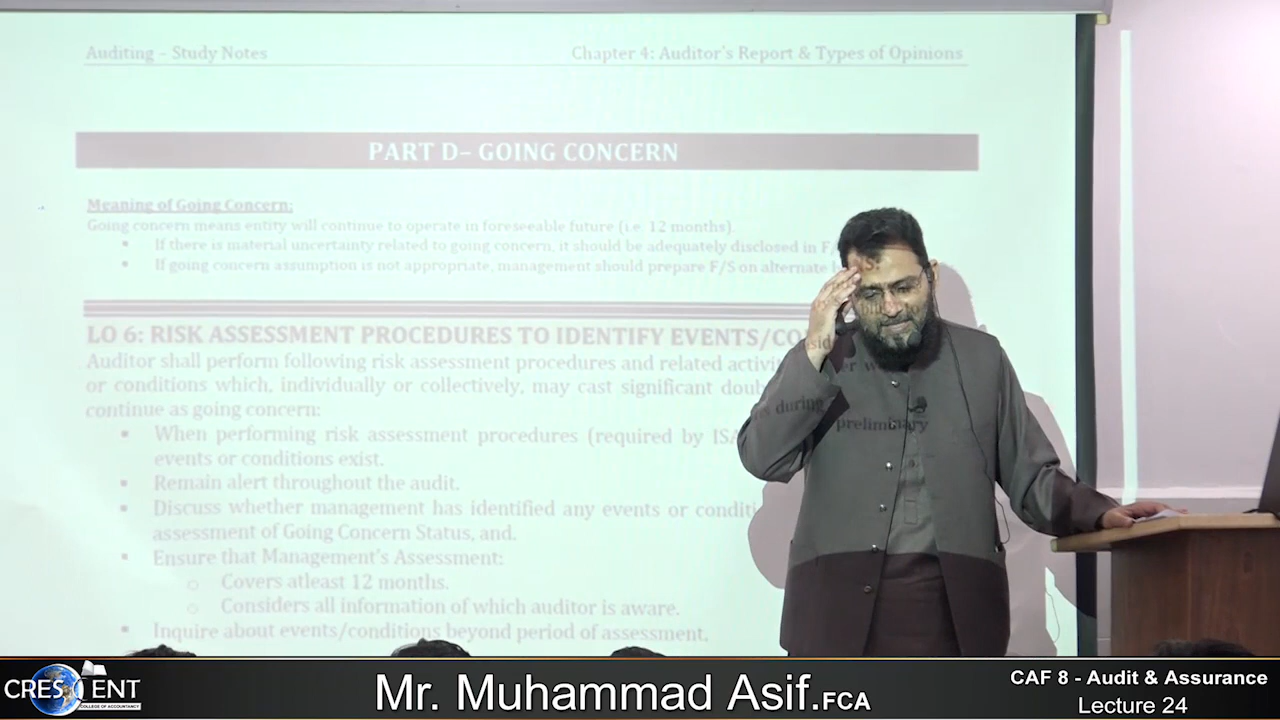 Auditing – Study Notes
Chapter 4: Auditor's Report & Types of Opinions
PART D– GOING CONCERN
Meaning of Going Concern:
Going concern means entity will continue to operate in foreseeable future (i.e. 12 months).
▪ If there is material uncertainty related to going concern, it should be adequately disclosed in F/S.
▪ If going concern assumption is not appropriate, management should prepare F/S on alternate
LO 6: RISK ASSESSMENT PROCEDURES TO IDENTIFY EVENTS/CO
Auditor shall perform following risk assessment procedures and related activit
or conditions which, individually or collectively, may cast significant doub
continue as going concern:
• When performing risk assessment procedures (required by ISA during preliminary
events or conditions exist.
▪ Remain alert throughout the audit.
▪ Discuss whether management has identified any events or conditi
assessment of Going Concern Status, and.
▪ Ensure that Management's Assessment:
o Covers atleast 12 months.
o Considers all information of which auditor is aware.
▪ Inquire about events/conditions beyond period of assessment.
CRESCENT
COLLEGE OF ACCOUNTANCY
Mr. Muhammad Asif.FCA
CAF 8 - Audit & Assurance
Lecture 24